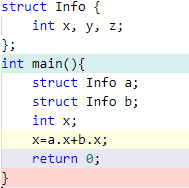 struct Info {
    int x, y, z;
};
int main(){
    struct Info a;
    struct Info b;
    int x;
    x=a.x+b.x;
    return 0;
}